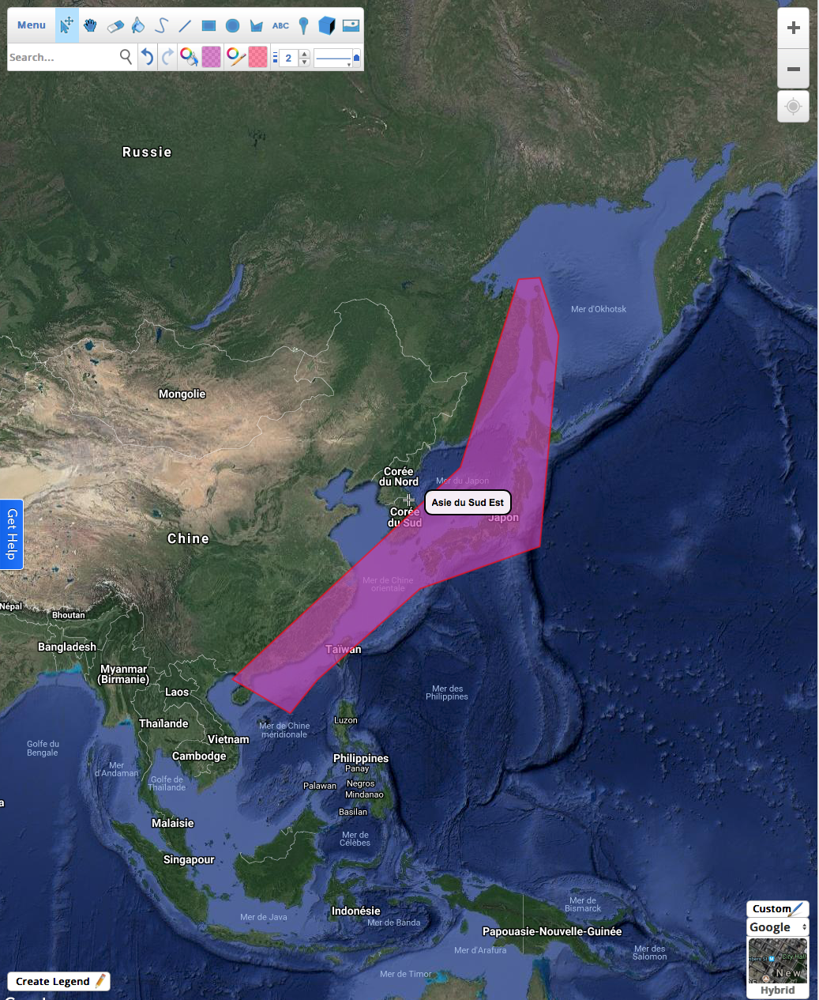 Menu
ABC
Search...
2
Russie
Mer d'Okhotsk
Mongolie
Corée
du Nord
Mer du Japon
Asie du Sud Est
Corée
du Sud
Japon
Get Help
Chine
Mer de Chine
orientale
Népal
Bhoutan
Bangladesh
Taïwan
Myanmar
(Birmanie)
Laos
Mer des
Philippines
Thaïlande
Luzon
Mer de Chine
méridionale
Vietnam
Golfe du
Bengale
Cambodge
Philippines
Panay
Mer
d'Andaman
Golfe de
Thaïlande
Palawan
Negros
Mindanao
a
Basilan
Malaisie
Mer de
Célèbes
Singapour
Mer de
Bismarck
Custom
Indonésie
Mer de Java
Mer de Banda
Google
Papouasie-Nouvelle-Guinée
Mer d'Arafura
Mer des
Salomon
City Hall
New
Mer de Timor
Create Legend
Hybrid